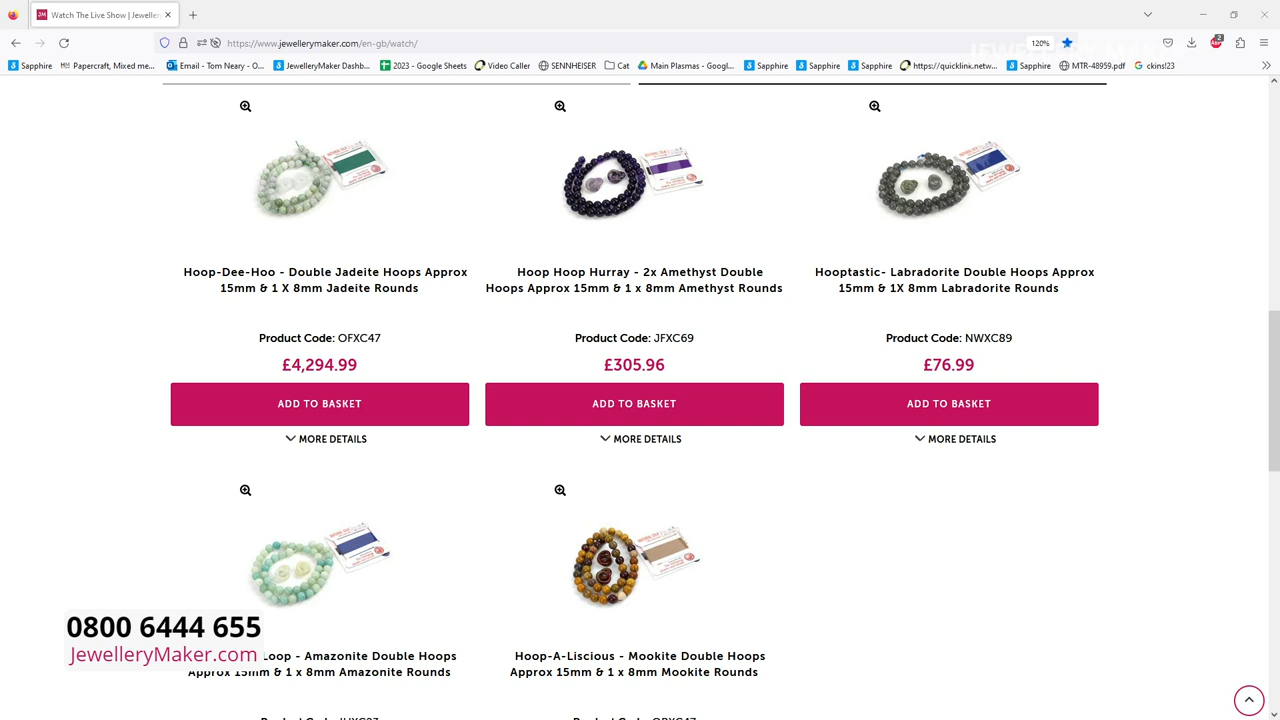 Watch The Live Show | Jeweller
https://www.jewellerymaker.com/en-gb/watch/
120%
JEWELLERY MAKER
2
Sapphire
Papercraft, Mixed me...
Email - Tom Neary - O...
JewelleryMaker Dashb...
2023 - Google Sheets
Video Caller
SENNHEISER
Cat
Main Plasmas - Googl...
Sapphire
Sapphire
Sapphire
https://quicklink.netw...
Sapphire
MTR-48959.pdf
ckins!23
Hoop-Dee-Hoo - Double Jadeite Hoops Approx
15mm & 1 X 8mm Jadeite Rounds
Product Code: OFXC47
£4,294.99
ADD TO BASKET
MORE DETAILS
Hoop Hoop Hurray - 2x Amethyst Double
Hoops Approx 15mm & 1 x 8mm Amethyst Rounds
Product Code: JFXC69
£305.96
ADD TO BASKET
MORE DETAILS
Hooptastic- Labradorite Double Hoops Approx
15mm & 1X 8mm Labradorite Rounds
Product Code: NWXC89
£76.99
ADD TO BASKET
MORE DETAILS
0800 6444 655
JewelleryMaker.com
Loop - Amazonite Double Hoops
Approx 15mm & 1 x 8mm Amazonite Rounds
Hoop-A-Liscious - Mookite Double Hoops
Approx 15mm & 1 x 8mm Mookite Rounds